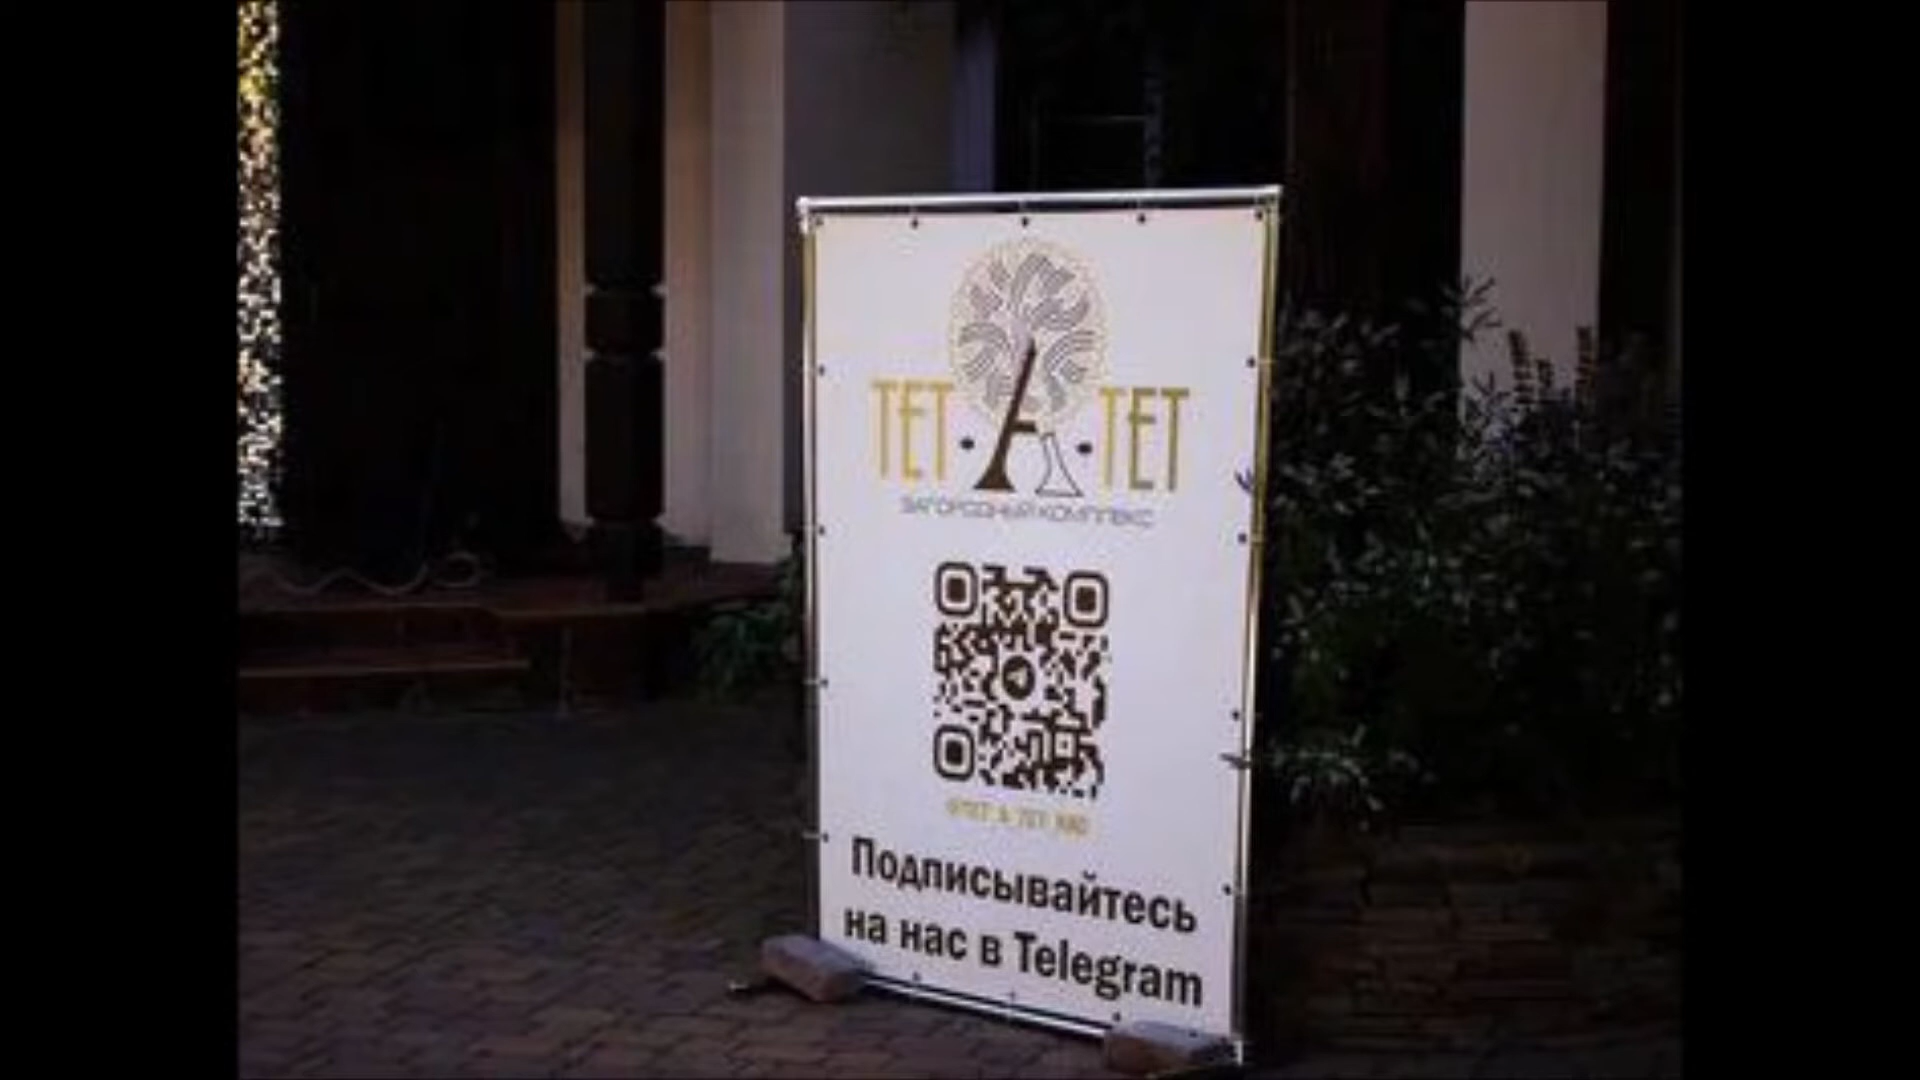 ТЕТ·А·ТЕТ
ЗАГОРОДНЫЙ КОМПЛЕКС
Подписывайтесь
на нас в Telegram